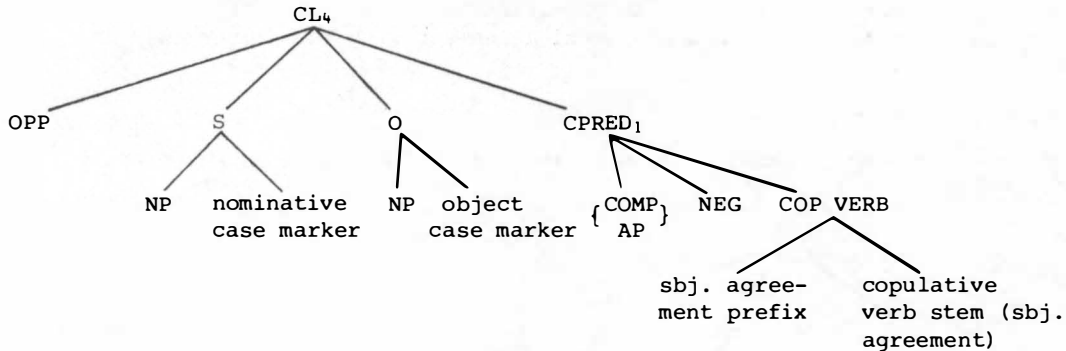 CL₄
OPP S O CPRED₁
NP nominative case marker NP object case marker { COMP AP } NEG COP VERB
sbj. agree-
ment prefix
copulative
verb stem (sbj.
agreement)